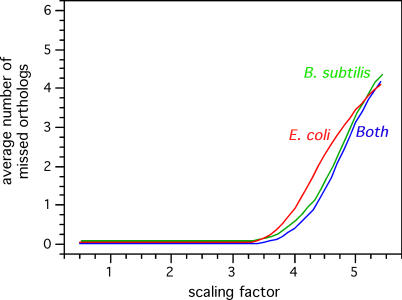 6
5
4
3
2
1
0
average number of
missed orthologs
B. subtilis
E. coli
Both
1
2
3
4
5
scaling factor